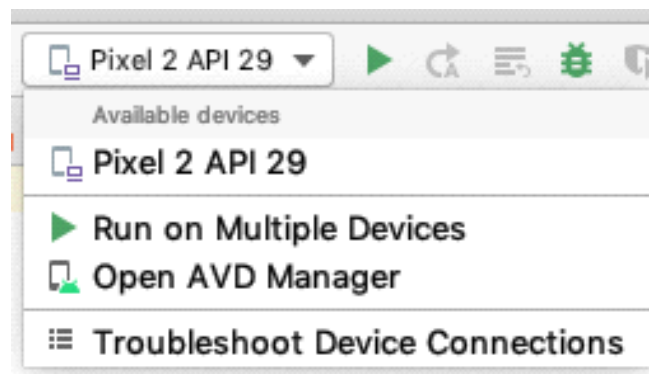 Pixel 2 API 29
Available devices
Pixel 2 API 29
Run on Multiple Devices
Open AVD Manager
Troubleshoot Device Connections